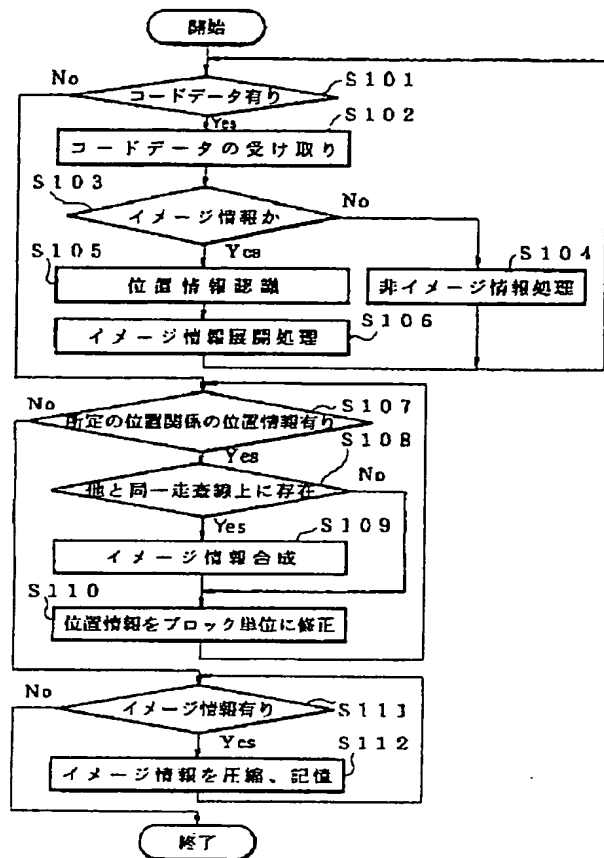 開始
No
S101
コードデータ有り
Yes
S102
コードデータの受け取り
S103
No
イメージ情報か
Yes
S105
S104
位置情報認識
非イメージ情報処理
S106
イメージ情報展開処理
No
S107
所定の位置関係の位置情報有り
S108
Yes
No
他と同一走査線上に存在
Yes
S109
イメージ情報合成
S110
位置情報をブロック単位に修正
No
イメージ情報有り
S111
Yes
S112
イメージ情報を圧縮、記憶
終了